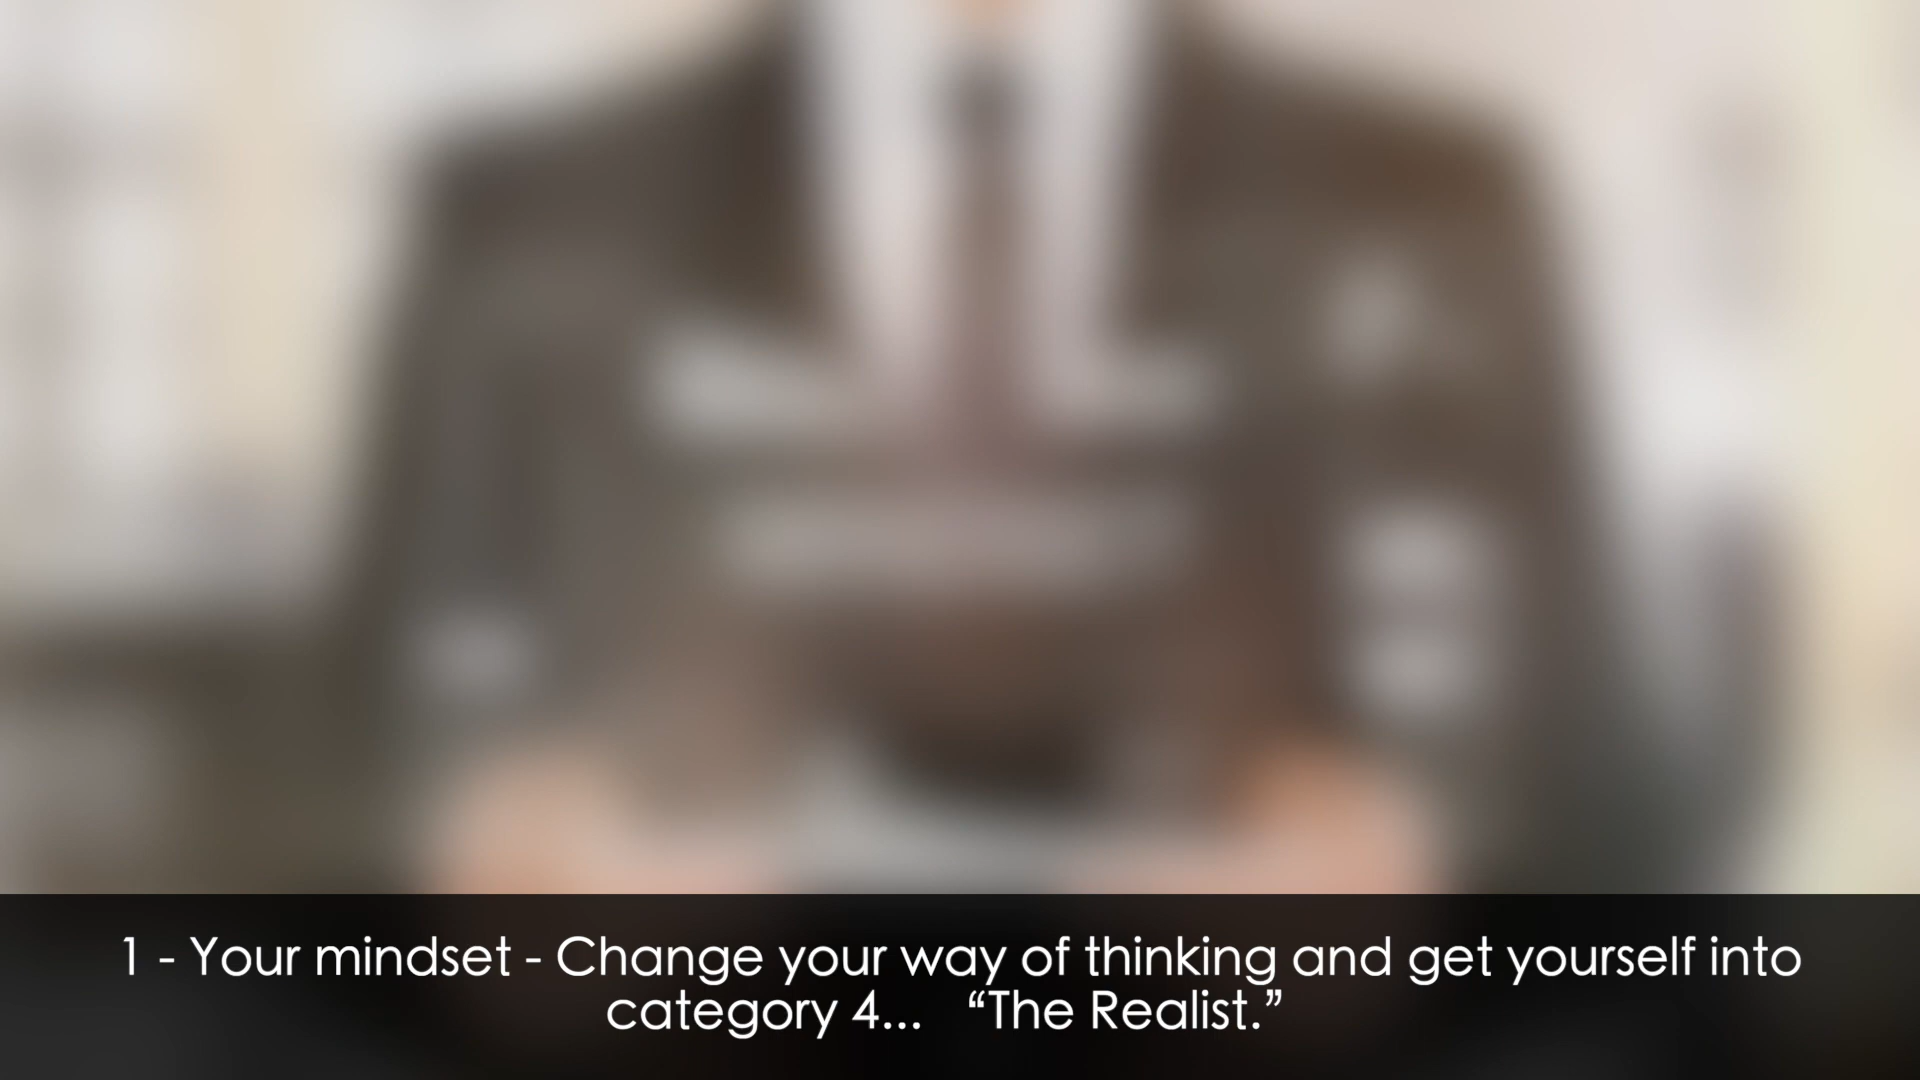 1 - Your mindset - Change your way of thinking and get yourself into
category 4... “The Realist.”